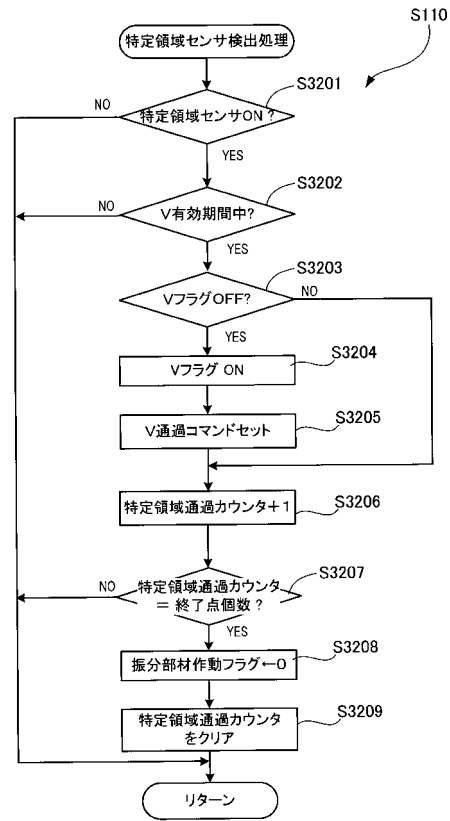 S110
特定領域センサ検出処理
S3201
NO
特定領域センサON?
YES
S3202
NO
V有効期間中?
YES
S3203
VフラグOFF?
NO
YES
S3204
Vフラグ ON
S3205
V通過コマンドセット
特定領域通過カウンタ+1
S3206
S3207
NO
特定領域通過カウンタ
=終了点個数?
YES
S3208
振分部材作動フラグ←0
S3209
特定領域通過カウンタ
をクリア
リターン